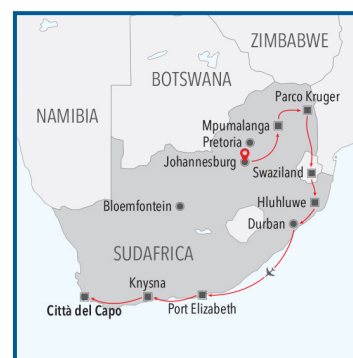 ZIMBABWE
BOTSWANA
Parco Kruger
NAMIBIA
Mpumalanga
Pretoria
Johannesburg
Swaziland
Hluhluwe
Bloemfontein
Durban
SUDAFRICA
Knysna
Città del Capo
Port Elizabeth